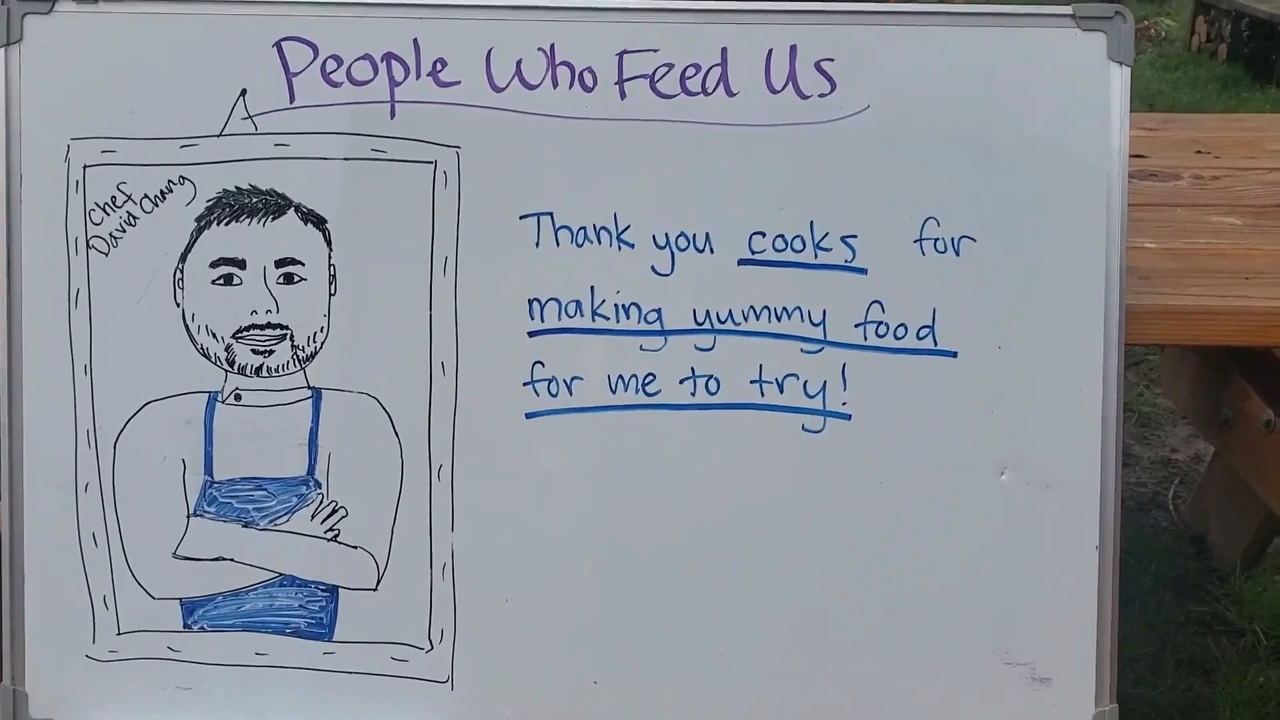 People Who Feed Us
Chef
David Chang
Thank you cooks for
making yummy food
for me to try!